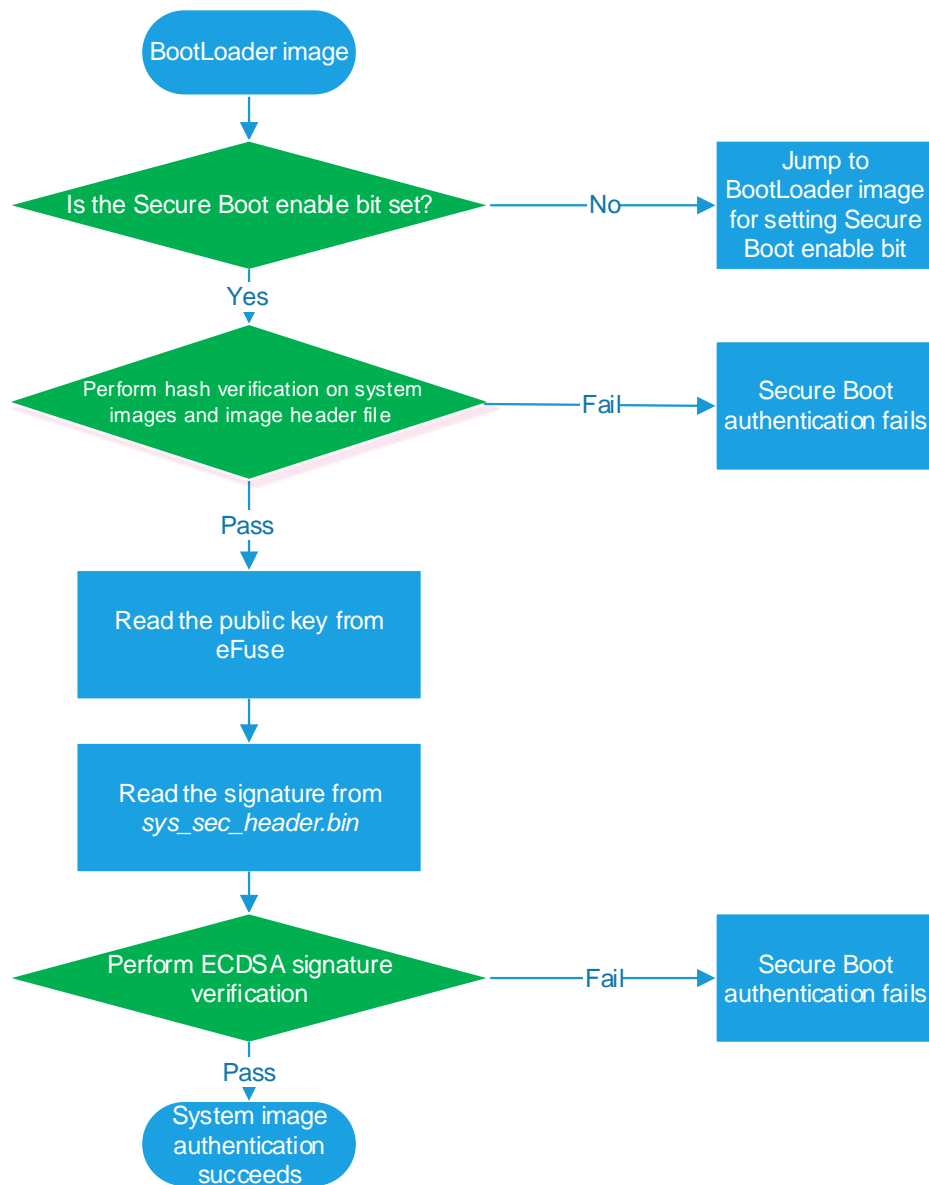 BootLoader image
Is the Secure Boot enable bit set?
No
Jump to
BootLoader image
for setting Secure
Boot enable bit
Yes
Perform hash verification on system
images and image header file
Fail
Secure Boot
authentication fails
Pass
Read the public key from
eFuse
Read the signature from
sys_sec_header.bin
Perform ECDSA signature
verification
Fail
Secure Boot
authentication fails
Pass
System image
authentication
succeeds